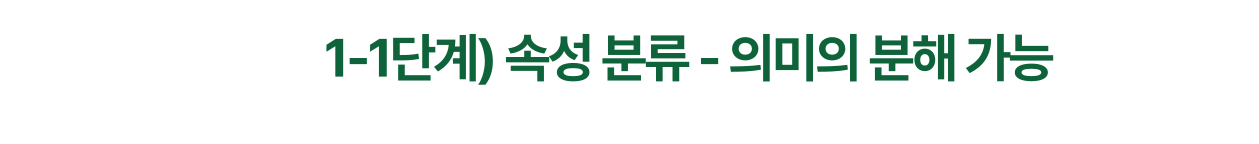 1-1단계) 속성 분류 - 의미의 분해 가능